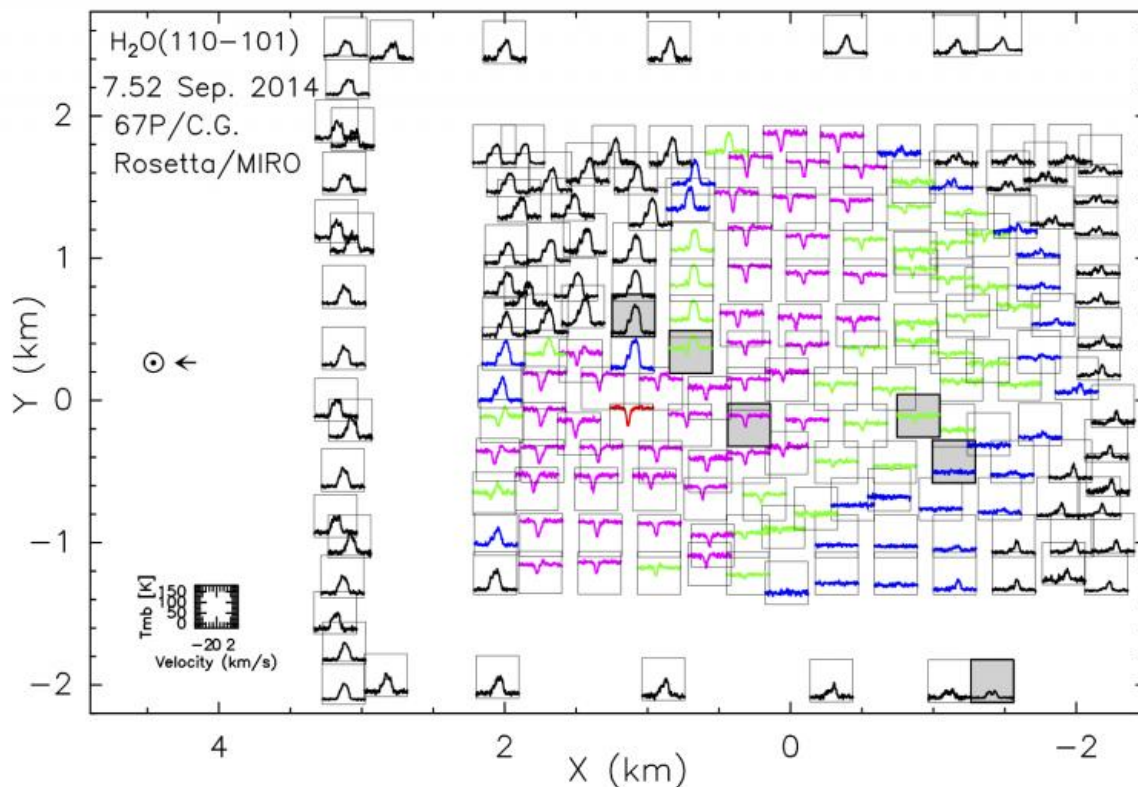 H₂O(110−101)
7.52 Sep. 2014
67P/C.G.
Rosetta/MIRO
2
1
0
−1
−2
Y (km)
Tmb [K]
150
100
50
0
−20 2
Velocity (km/s)
4
2
0
−2
X (km)